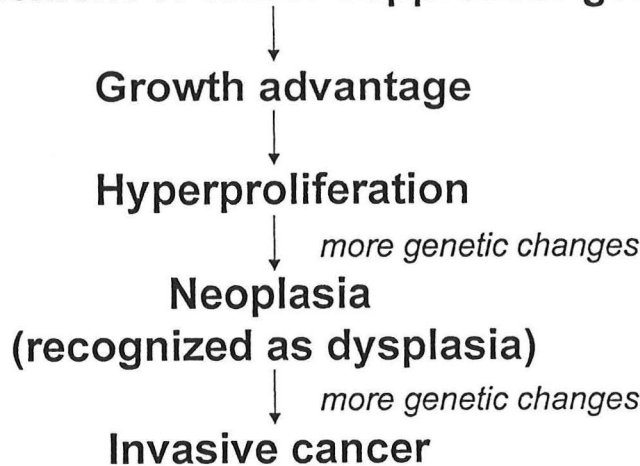 Growth advantage
Hyperproliferation
more genetic changes
Neoplasia
(recognized as dysplasia)
more genetic changes
Invasive cancer